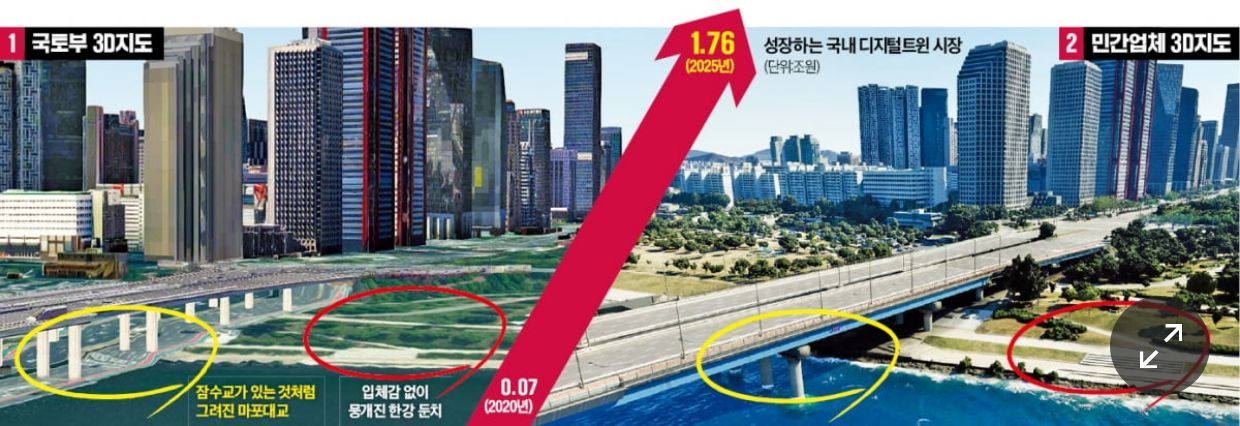 1 국토부 3D지도
1.76
(2025년)
성장하는 국내 디지털트윈 시장
(단위:조원)
2 민간업체 3D지도
잠수교가 있는 것처럼
그려진 마포대교
입체감 없이
뭉개진 한강 둔치
0.07
(2020년)